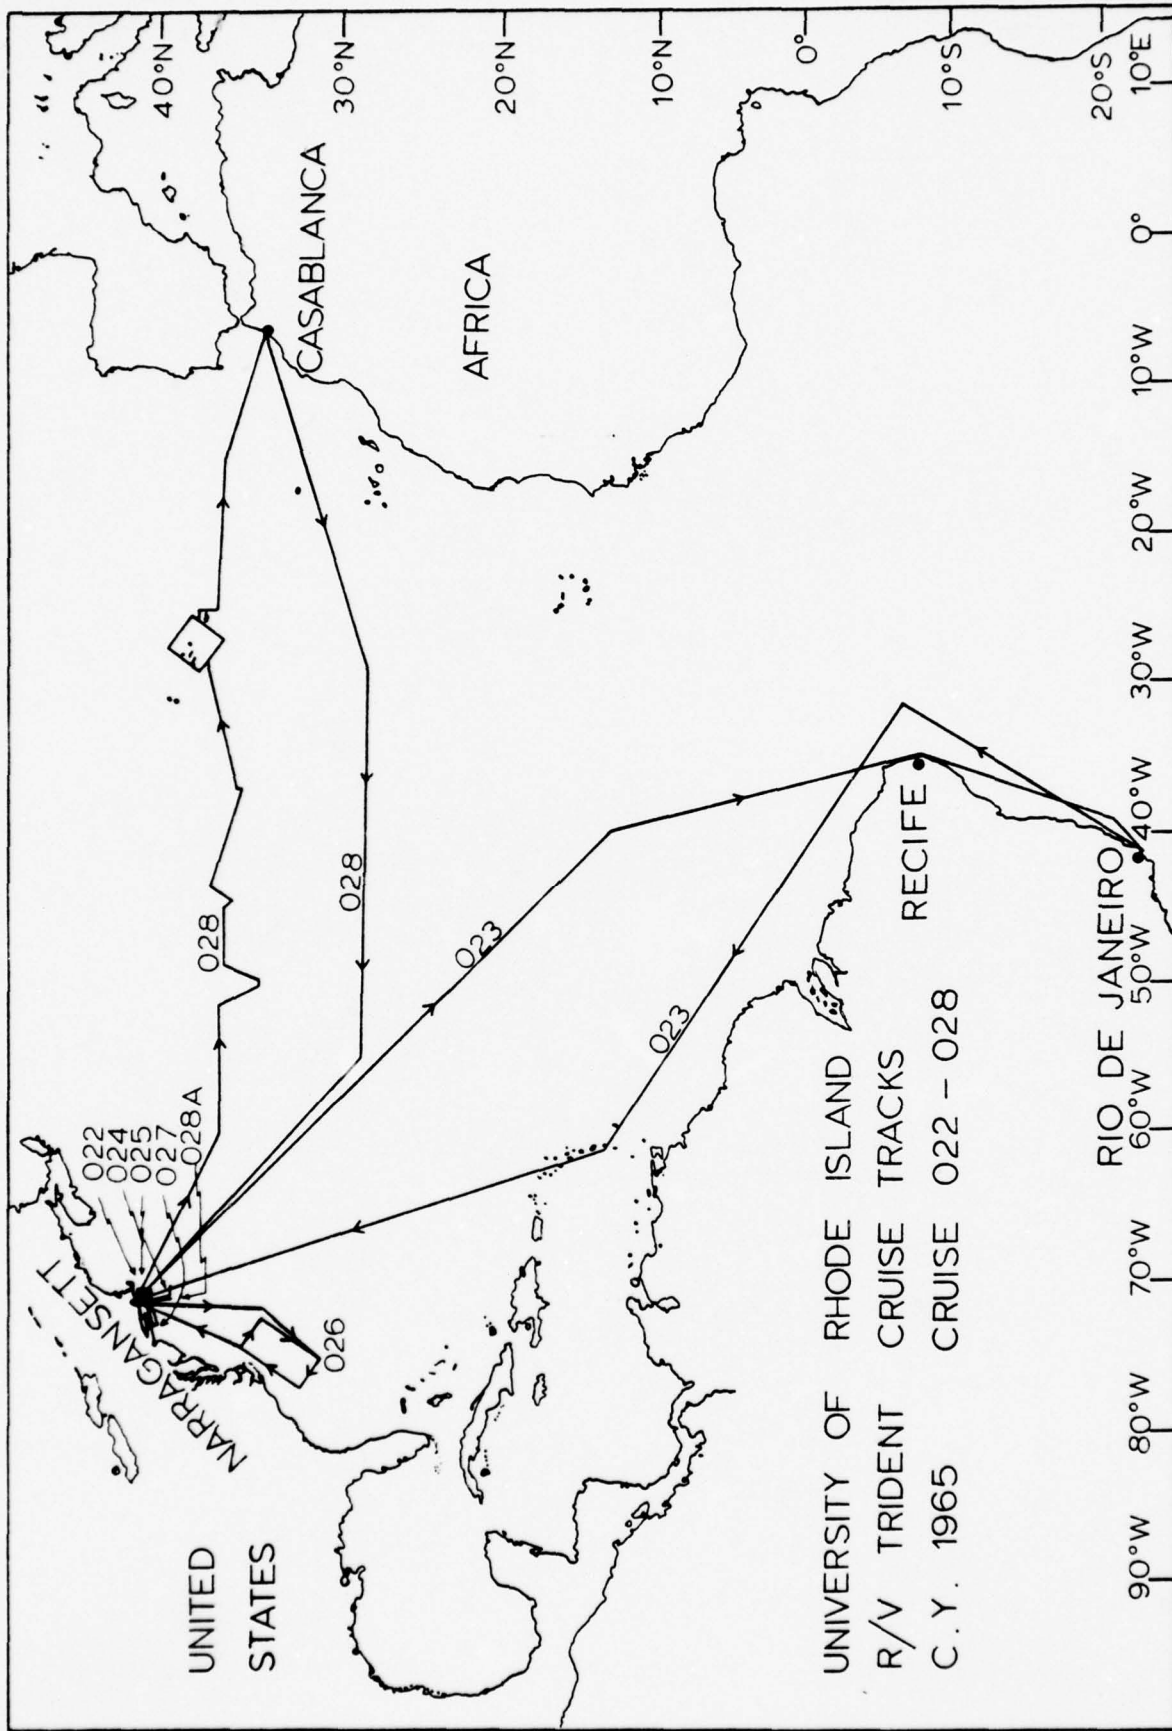 UNITED
STATES
NARRAGANSETT
022
024
025
027
028A
028
028
023
023
026
CASABLANCA
AFRICA
RECIFE
RIO DE JANEIRO
UNIVERSITY OF RHODE ISLAND
R/V TRIDENT CRUISE TRACKS
C.Y. 1965 CRUISE 022 - 028
40°N
30°N
20°N
10°N
0°
10°S
20°S
90°W
80°W
70°W
60°W
50°W
40°W
30°W
20°W
10°W
0°
10°E